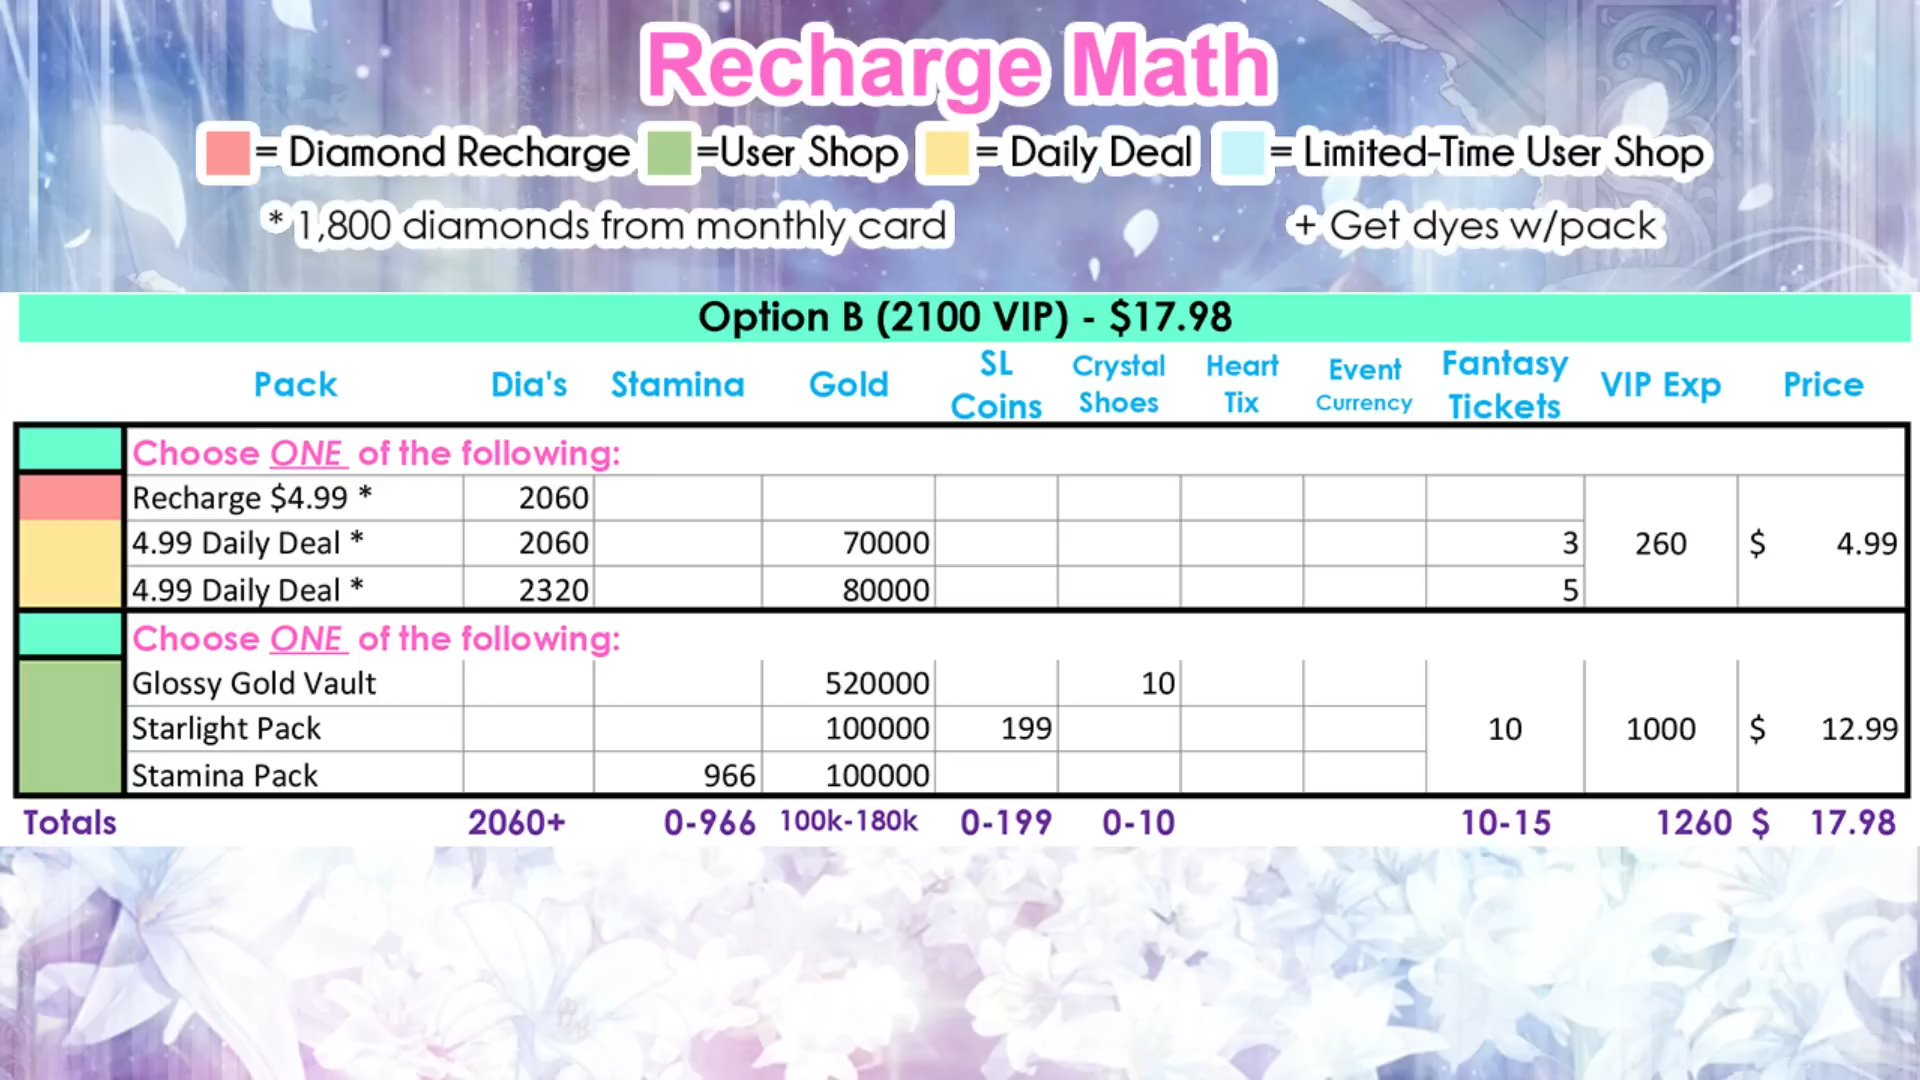 Recharge Math
= Diamond Recharge =User Shop = Daily Deal = Limited-Time User Shop
* 1,800 diamonds from monthly card + Get dyes w/pack
Option B (2100 VIP) - $17.98
Pack Dia's Stamina Gold SL Coins Crystal Shoes Heart Tix Event Currency Fantasy Tickets VIP Exp Price
Choose ONE of the following:
Recharge $4.99 * 2060
4.99 Daily Deal * 2060 70000 3 260 $ 4.99
4.99 Daily Deal * 2320 80000 5
Choose ONE of the following:
Glossy Gold Vault 520000 10
Starlight Pack 100000 199 10 1000 $ 12.99
Stamina Pack 966 100000
Totals 2060+ 0-966 100k-180k 0-199 0-10 10-15 1260 $ 17.98